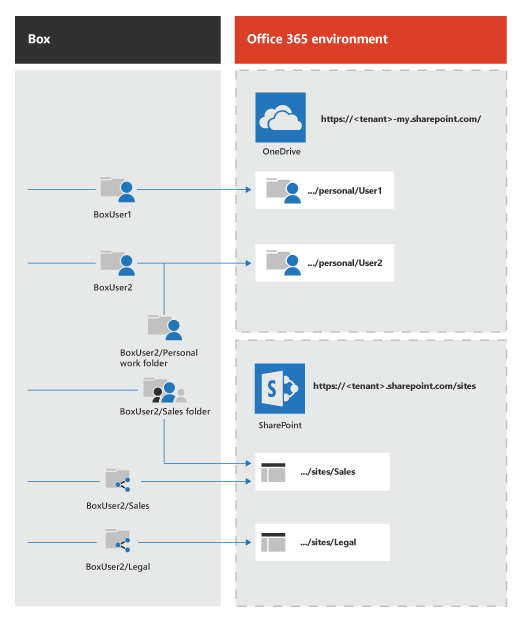 Box
Office 365 environment
https://<tenant>-my.sharepoint.com/
OneDrive
BoxUser1
.../personal/User1
BoxUser2
.../personal/User2
BoxUser2/Personal
work folder
BoxUser2/Sales folder
S
https://<tenant>.sharepoint.com/sites
SharePoint
.../sites/Sales
BoxUser2/Sales
.../sites/Legal
BoxUser2/Legal